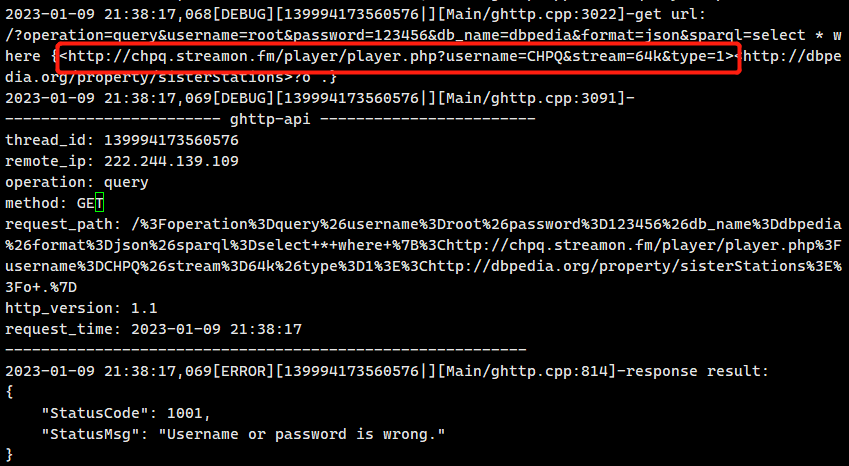 2023-01-09 21:38:17,068[DEBUG][139994173560576|][Main/ghttp.cpp:3022]-get url:
/?operation=query&username=root&password=123456&db_name=dbpedia&format=json&sparql=select * w
here {<http://chpq.streamon.fm/player/player.php?username=CHPQ&stream=64k&type=1><http://dbpe
dia.org/property/sisterStations>?o .}
2023-01-09 21:38:17,069[DEBUG][139994173560576|][Main/ghttp.cpp:3091]-
------------------------ ghttp-api ------------------------
thread_id: 139994173560576
remote_ip: 222.244.139.109
operation: query
method: GET
request_path: /%3Foperation%3Dquery%26username%3Droot%26password%3D123456%26db_name%3Ddbpedia
%26format%3Djson%26sparql%3Dselect+*+where+%7B%3Chttp://chpq.streamon.fm/player/player.php%3F
username%3DCHPQ%26stream%3D64k%26type%3D1%3E%3Chttp://dbpedia.org/property/sisterStations%3E%
3Fo+.%7D
http_version: 1.1
request_time: 2023-01-09 21:38:17
----------------------------------------------------------
2023-01-09 21:38:17,069[ERROR][139994173560576|][Main/ghttp.cpp:814]-response result:
{
    "StatusCode": 1001,
    "StatusMsg": "Username or password is wrong."
}